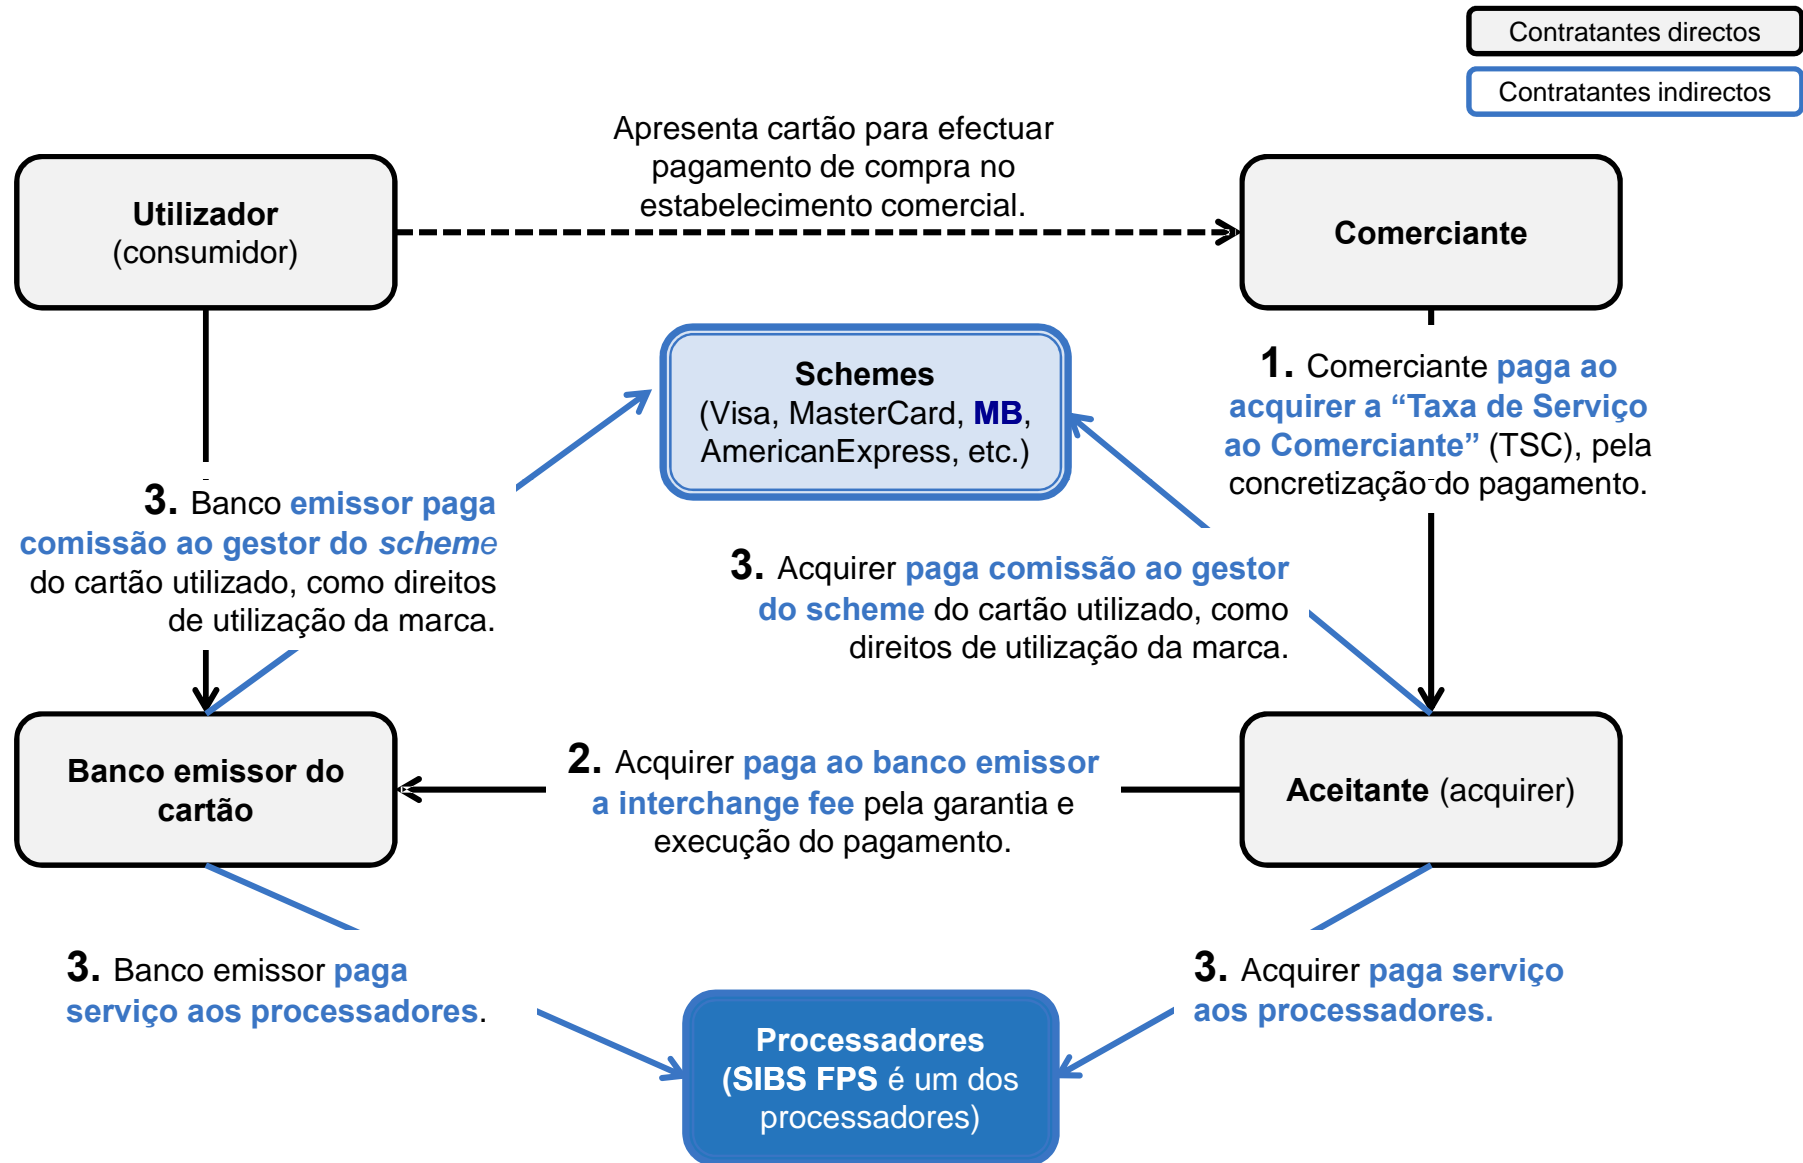 Contratantes directos
Contratantes indirectos
Apresenta cartão para efectuar
pagamento de compra no
estabelecimento comercial.
Utilizador
(consumidor)
Comerciante
Schemes
(Visa, MasterCard, MB,
AmericanExpress, etc.)
1. Comerciante paga ao
acquirer a “Taxa de Serviço
ao Comerciante” (TSC), pela
concretização do pagamento.
3. Banco emissor paga
comissão ao gestor do scheme
do cartão utilizado, como direitos
de utilização da marca.
3. Acquirer paga comissão ao gestor
do scheme do cartão utilizado, como
direitos de utilização da marca.
Banco emissor do
cartão
2. Acquirer paga ao banco emissor
a interchange fee pela garantia e
execução do pagamento.
Aceitante (acquirer)
3. Banco emissor paga
serviço aos processadores.
3. Acquirer paga serviço
aos processadores.
Processadores
(SIBS FPS é um dos
processadores)